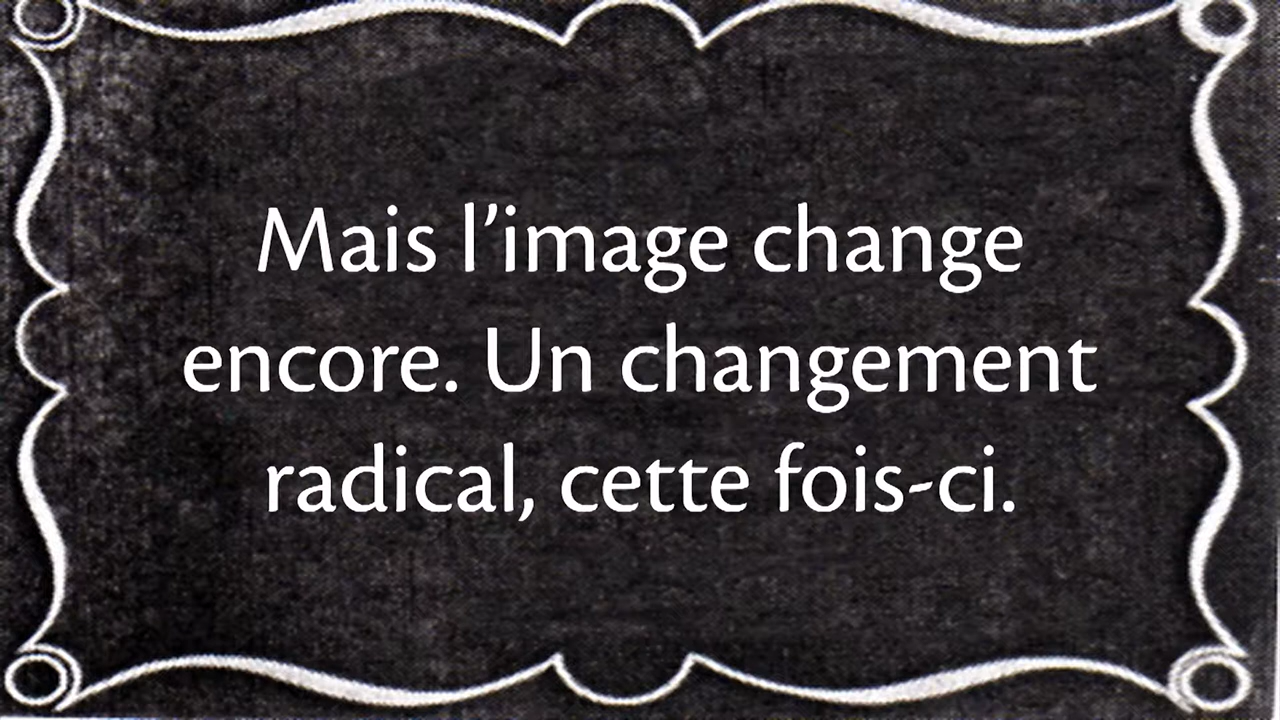 Mais l’image change
encore. Un changement
radical, cette fois-ci.